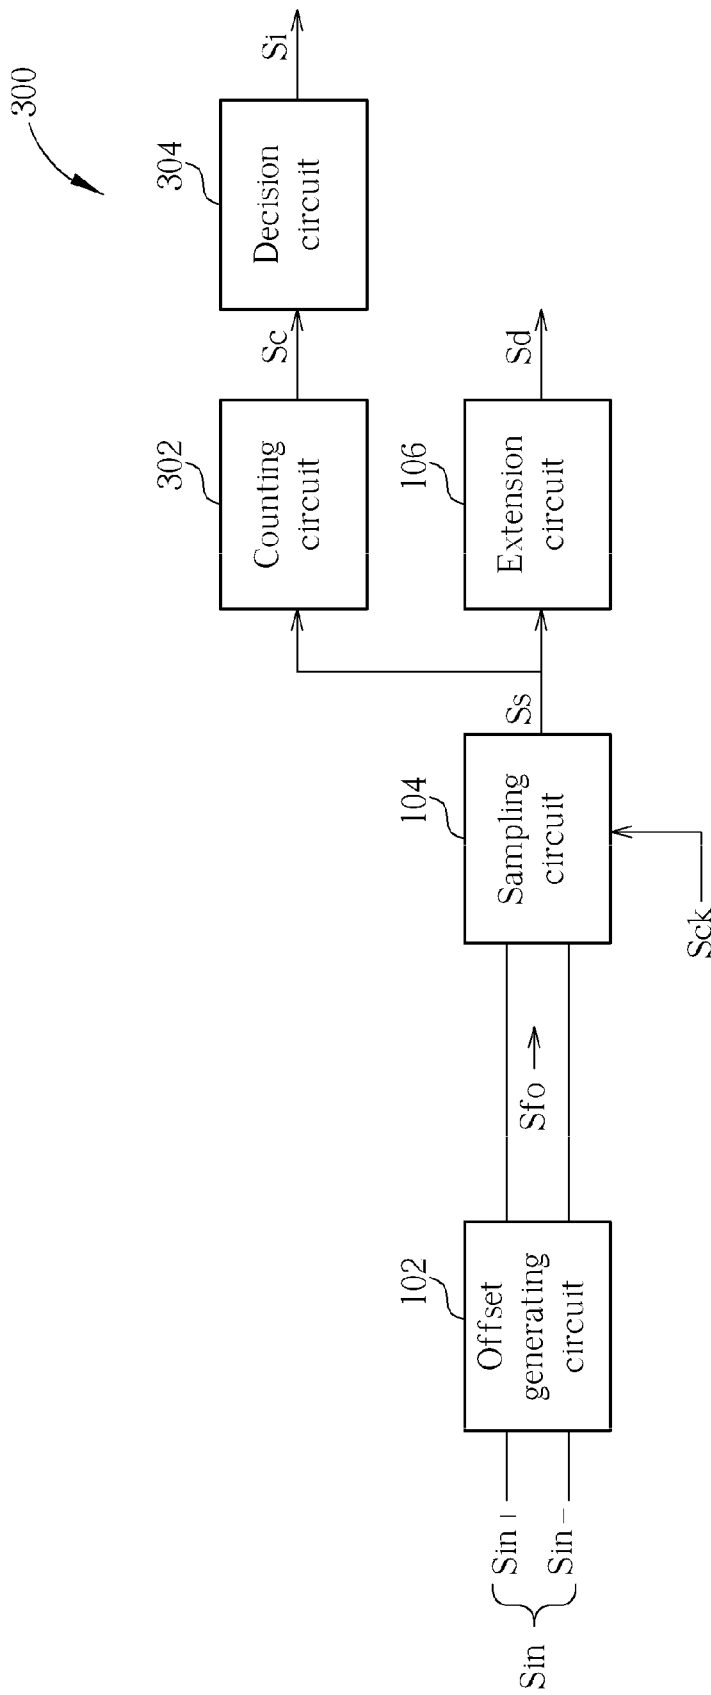 300
304
Decision
circuit
Si
302
Counting
circuit
Sc
106
Extension
circuit
Sd
104
Sampling
circuit
Ss
Sck
Sfo
102
Offset
generating
circuit
Sin
Sin+
Sin−